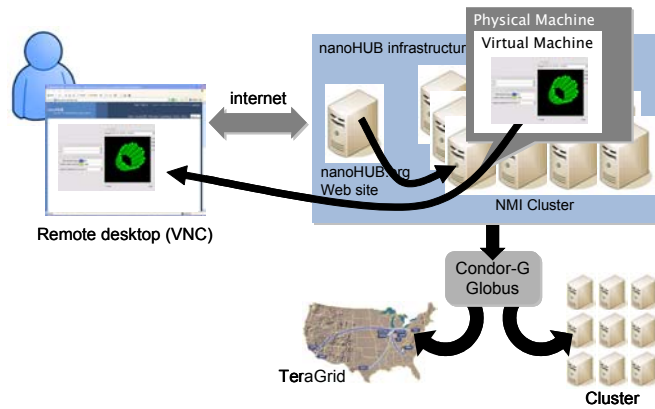 Physical Machine
Virtual Machine
nanoHUB infrastructur
internet
nanoHUB.org
Web site
NMI Cluster
Remote desktop (VNC)
Condor-G
Globus
TeraGrid
Cluster